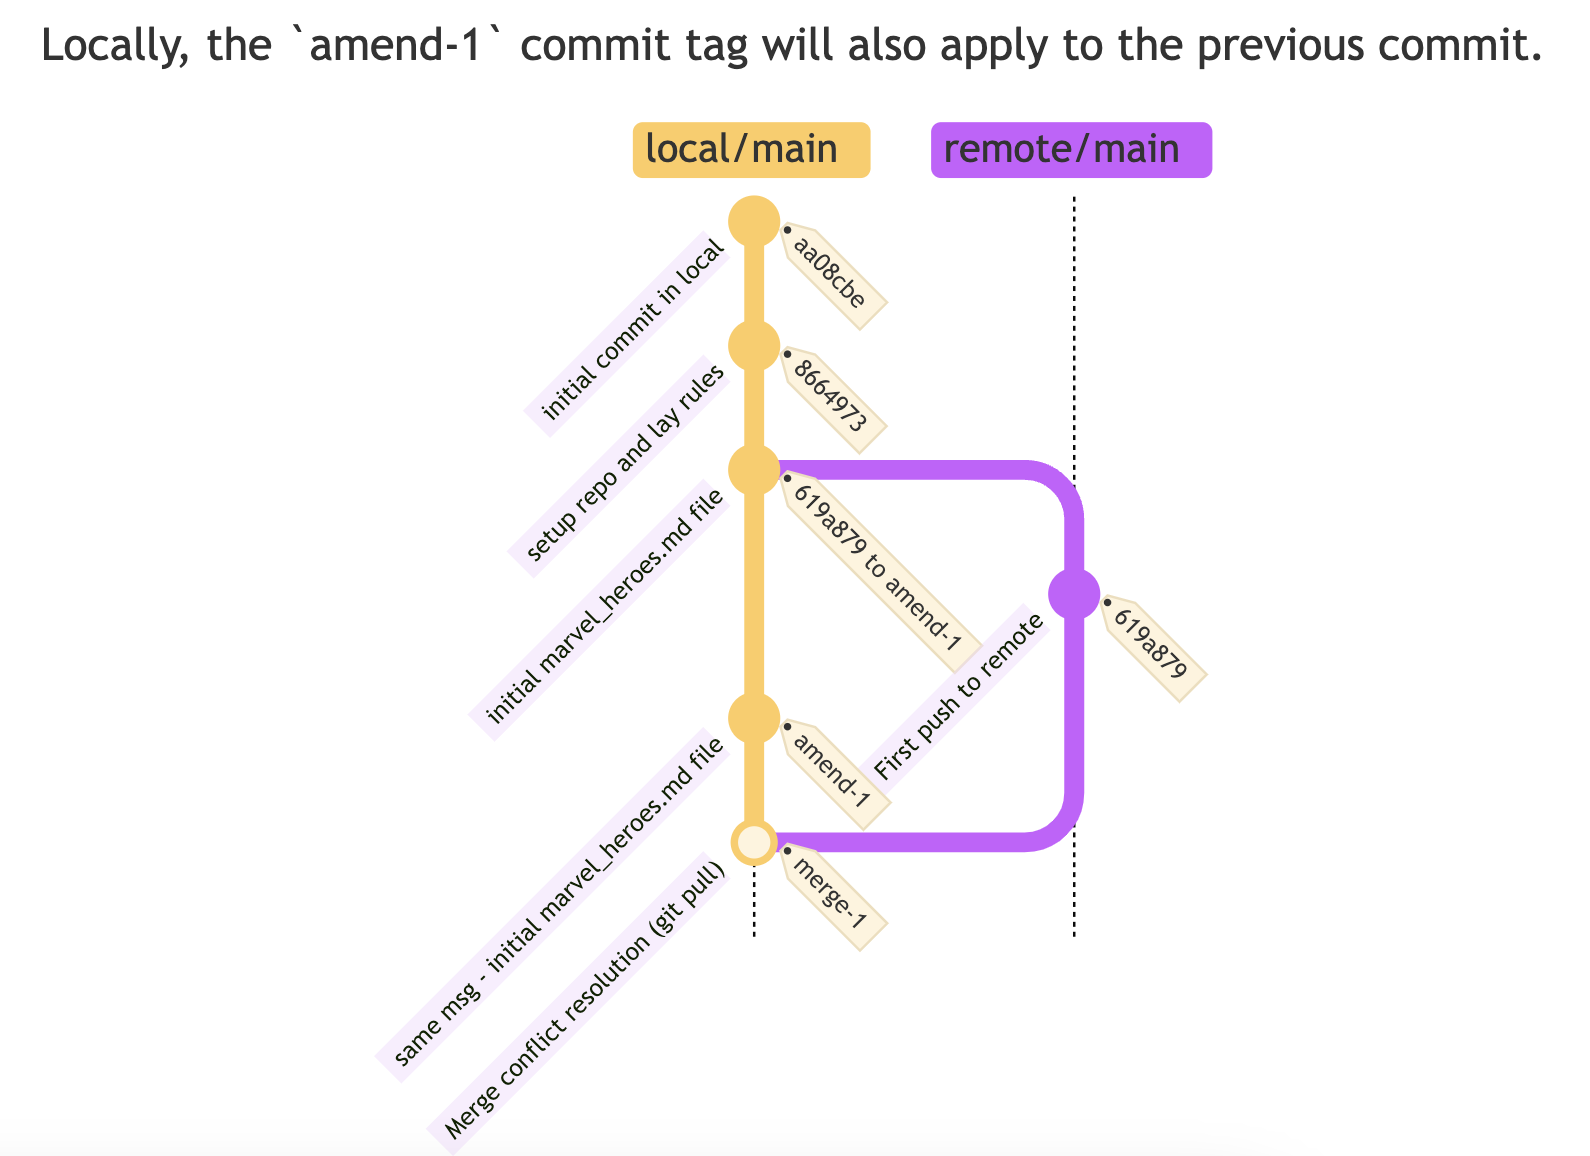 Locally, the `amend-1` commit tag will also apply to the previous commit.
local/main
remote/main
initial commit in local
aa08cbe
setup repo and lay rules
8664973
initial marvel_heroes.md file
619a879 to amend-1
First push to remote
619a879
same msg - initial marvel_heroes.md file
amend-1
Merge conflict resolution (git pull)
merge-1